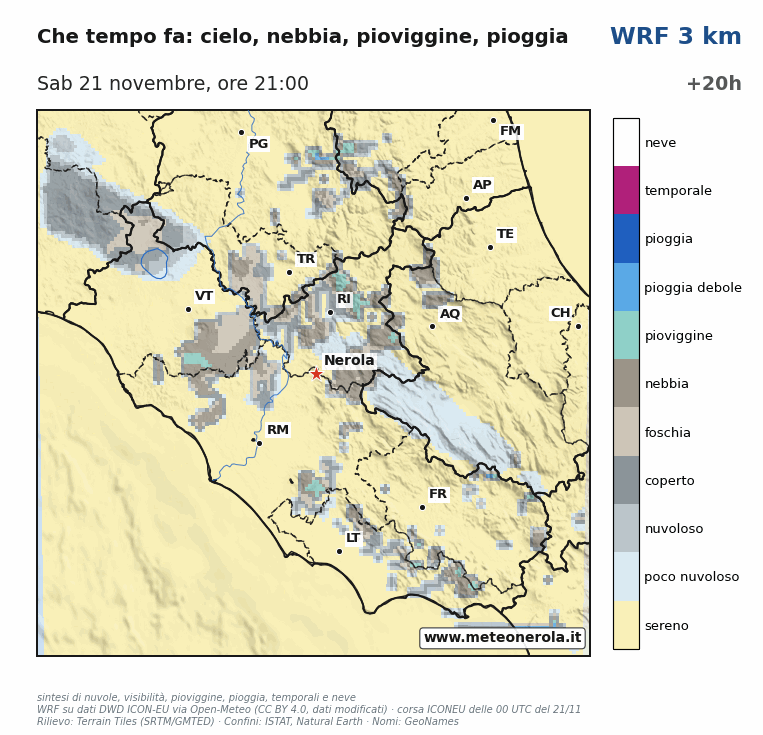 Che tempo fa: cielo, nebbia, pioviggine, pioggia
WRF 3 km
Sab 21 novembre, ore 21:00
+20h
FM
PG
AP
TE
TR
VT
RI
AQ
CH
Nerola
RM
FR
LT
www.meteonerola.it
neve
temporale
pioggia
pioggia debole
pioviggine
nebbia
foschia
coperto
nuvoloso
poco nuvoloso
sereno
sintesi di nuvole, visibilità, pioviggine, pioggia, temporali e neve
WRF su dati DWD ICON-EU via Open-Meteo (CC BY 4.0, dati modificati) · corsa ICONEU delle 00 UTC del 21/11
Rilievo: Terrain Tiles (SRTM/GMTED) · Confini: ISTAT, Natural Earth · Nomi: GeoNames